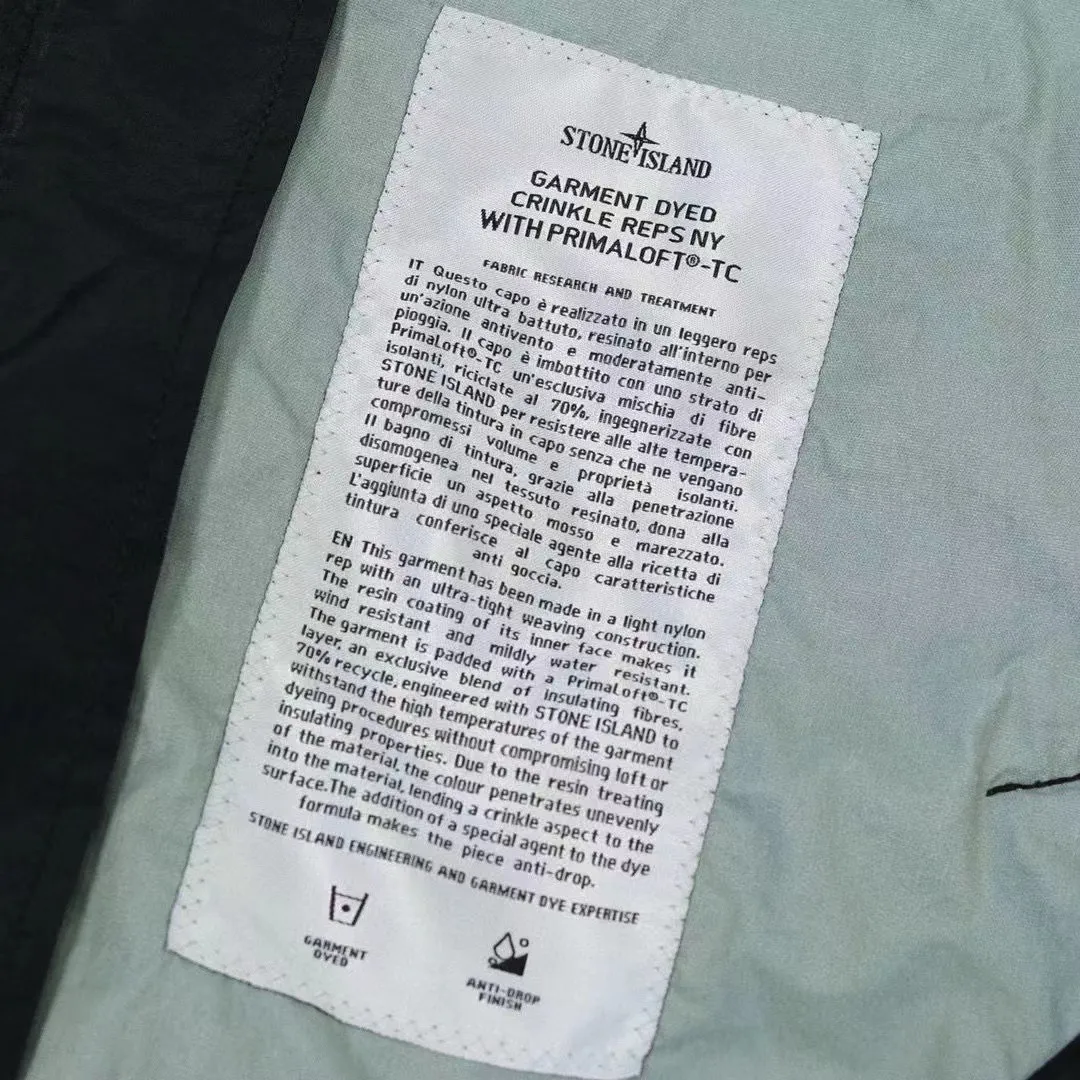 STONE ISLAND
GARMENT DYED
CRINKLE REPS NY
WITH PRIMALOFT®-TC
FABRIC RESEARCH AND TREATMENT
IT Questo capo è realizzato in un leggero reps
di nylon ultra battuto, resinato all'interno per
un'azione antivento e moderatamente anti-
pioggia. Il capo è imbottito con uno strato di
PrimaLoft®-TC un'esclusiva mischia di fibre
isolanti, riciclate al 70%, ingegnerizzate con
STONE ISLAND per resistere alle alte tempera-
ture della tintura in capo senza che ne vengano
compromessi volume e proprietà isolanti.
Il bagno di tintura, grazie alla penetrazione
disomogenea nel tessuto resinato, dona alla
superficie un aspetto mosso e marezzato.
L'aggiunta di uno speciale agente alla ricetta di
tintura conferisce al capo caratteristiche
anti goccia.
EN This garment has been made in a light nylon
rep with an ultra-tight weaving construction.
The resin coating of its inner face makes it
wind resistant and mildly water resistant.
The garment is padded with a PrimaLoft®-TC
layer, an exclusive blend of insulating fibres,
70% recycle, engineered with STONE ISLAND to
withstand the high temperatures of the garment
dyeing procedures without compromising loft or
insulating properties. Due to the resin treating
of the material, the colour penetrates unevenly
into the material, lending a crinkle aspect to the
surface.The addition of a special agent to the dye
formula makes the piece anti-drop.
STONE ISLAND ENGINEERING AND GARMENT DYE EXPERTISE
GARMENT
DYED
ANTI-DROP
FINISH